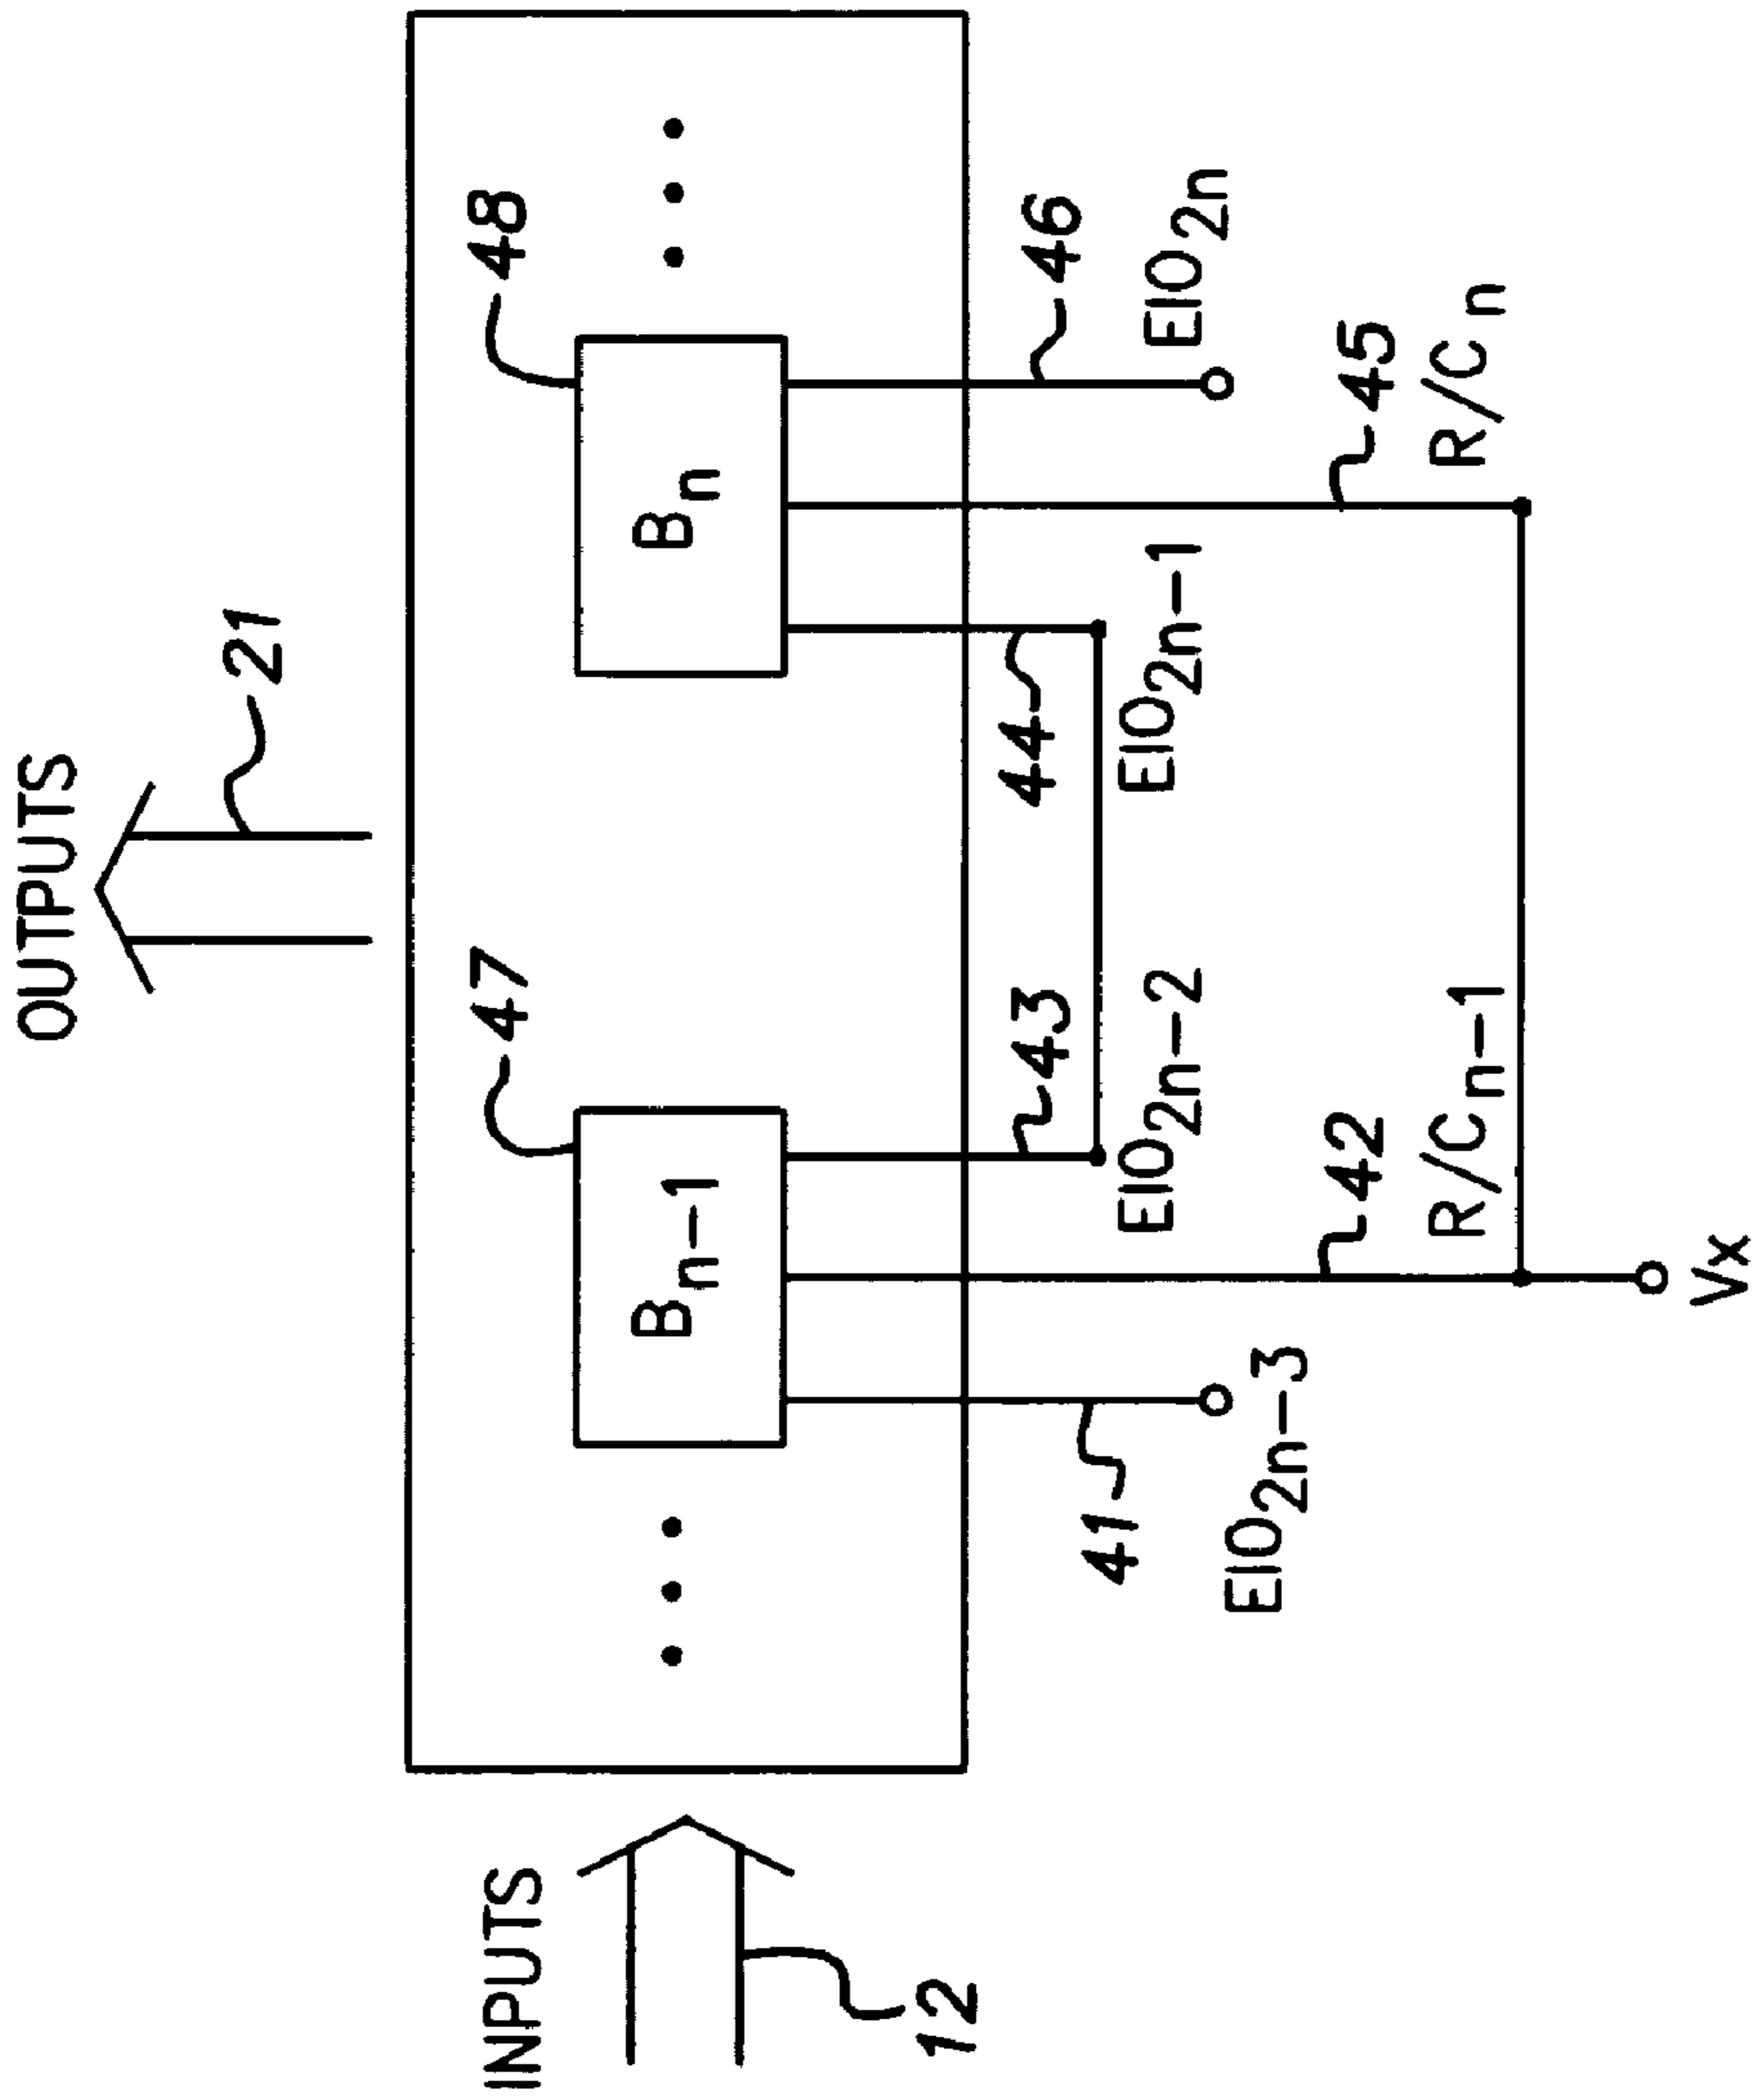 OUTPUTS
21
INPUTS
12
47
48
Bn-1
Bn
41
43
44
46
EIO2n-3
EIO2n-2
EIO2n-1
EIO2n
42
45
R/Cn-1
R/Cn
Vx